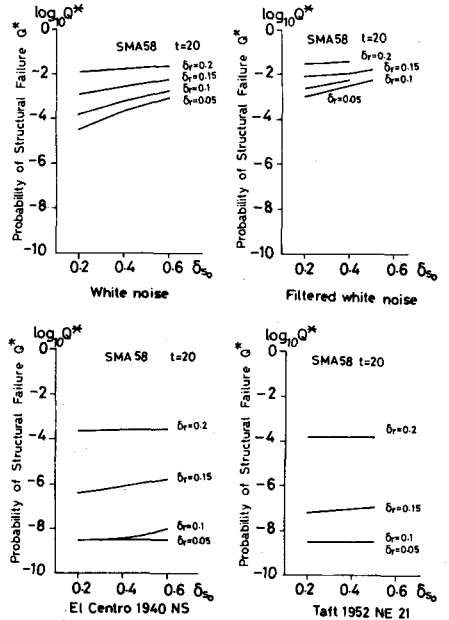 log₁₀Q*
Probability of Structural Failure Q*
0
-2
-4
-6
-8
-10
SMA58 t=20
δr=0.2
δr=0.15
δr=0.1
δr=0.05
0.2 0.4 0.6 δs₀
White noise
log₁₀Q*
Probability of Structural Failure Q*
0
-2
-4
-6
-8
-10
SMA58 t=20
δr=0.2
δr=0.15
δr=0.1
δr=0.05
0.2 0.4 0.6 δs₀
Filtered white noise
log₁₀Q*
Probability of Structural Failure Q*
0
-2
-4
-6
-8
-10
SMA58 t=20
δr=0.2
δr=0.15
δr=0.1
δr=0.05
0.2 0.4 0.6 δs₀
El Centro 1940 NS
log₁₀Q*
Probability of Structural Failure Q*
0
-2
-4
-6
-8
-10
SMA58 t=20
δr=0.2
δr=0.15
δr=0.1
δr=0.05
0.2 0.4 0.6 δs₀
Taft 1952 NE 21